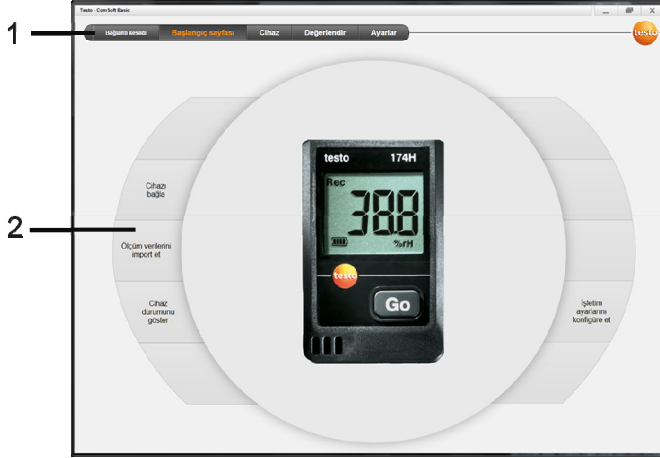 Testo - ComSoft Basic
1
Bağlantı kesildi Başlangıç sayfası Cihaz Değerlendir Ayarlar
testo
testo 174H
Rec
38.8
%rH
Cihazı
bağla
2
Ölçüm verilerini
import et
testo
Go
Cihaz
durumunu
göster
İşletim
ayarlarını
konfigüre et